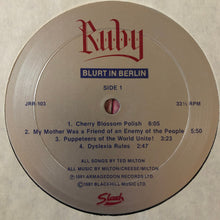 Ruby
BLURT IN BERLIN
SIDE 1
JRR 103
33⅓ RPM
1. Cherry Blossom Polish 6:05
2. My Mother Was a Friend of an Enemy of the People 5:50
3. Puppeteers of the World Unite! 3:23
4. Dyslexia Rules 2:47
ALL SONGS BY TED MILTON
ALL MUSIC BY MILTON/CREESE/MILTON
℗ 1981 ARMAGEDDON RECORDS LTD.
© 1981 BLACKHILL MUSIC LTD.
Slash